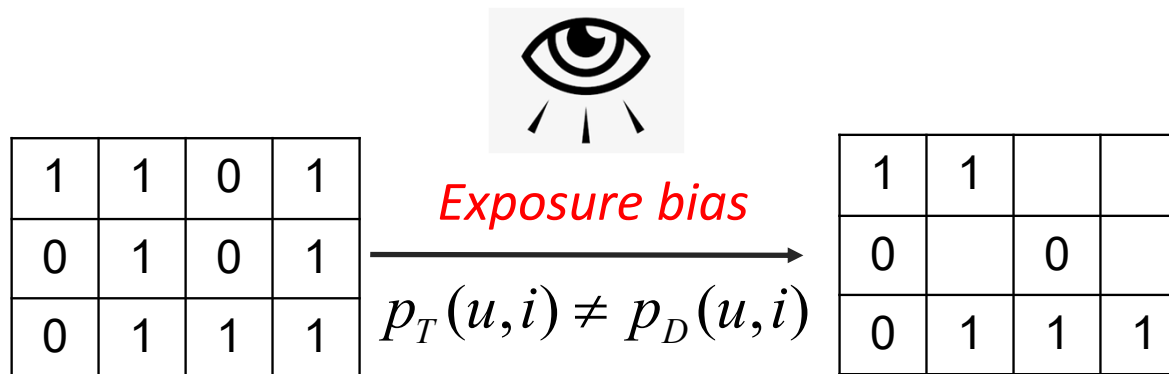 1 1 0 1
0 1 0 1
0 1 1 1
Exposure bias
p_T(u,i) ≠ p_D(u,i)
1 1
0 0
0 1 1 1